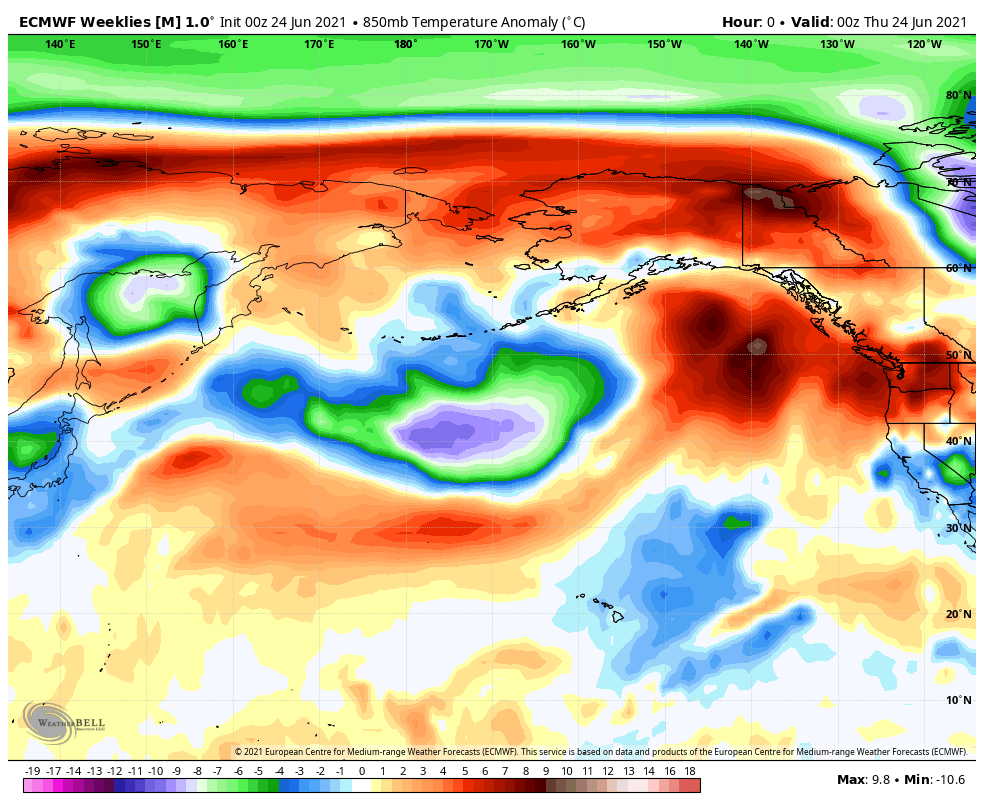 ECMWF Weeklies [M] 1.0° Init 00z 24 Jun 2021 • 850mb Temperature Anomaly (°C)
Hour: 0 • Valid: 00z Thu 24 Jun 2021
140°E 150°E 160°E 170°E 180° 170°W 160°W 150°W 140°W 130°W 120°W
80°N
70°N
60°N
50°N
40°N
30°N
20°N
10°N
WEATHERBELL
© 2021 European Centre for Medium-range Weather Forecasts (ECMWF). This service is based on data and products of the European Centre for Medium-range Weather Forecasts (ECMWF).
-19 -17 -14 -13 -12 -11 -10 -9 -8 -7 -6 -5 -4 -3 -2 -1 0 1 2 3 4 5 6 7 8 9 10 11 12 13 14 16 18
Max: 9.8 • Min: -10.6